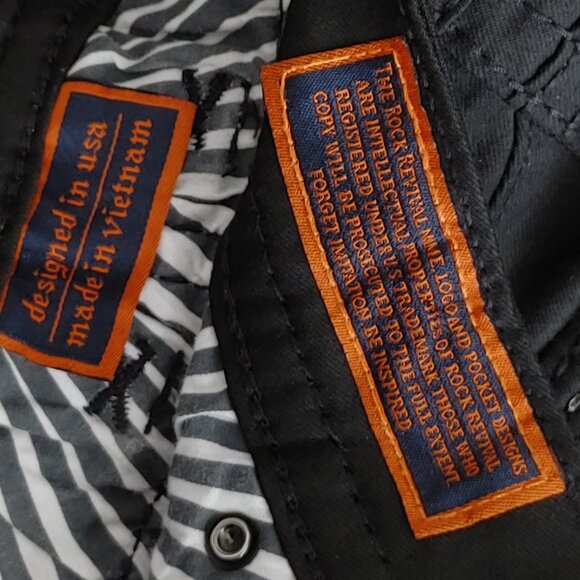 designed in usa
made in vietnam
THE ROCK REVIVAL NAME LOGO AND POCKET DESIGNS
ARE INTELLECTUAL PROPERTIES OF ROCK REVIVAL
REGISTERED UNDER US TRADEMARK THOSE WHO
COPY WILL BE PROSECUTED TO THE FULL EXTENT
FORGET IMITATION BE INSPIRED